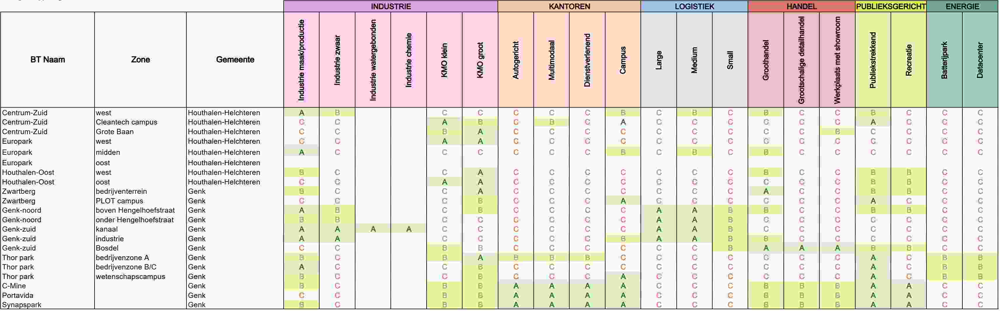 INDUSTRIE KANTOREN LOGISTIEK HANDEL PUBLIEKSGERICHT ENERGIE
BT Naam Zone Gemeente Industrie maak/productie Industrie zwaar Industrie watergebonden Industrie chemie KMO klein KMO groot Autogericht Multimodaal Dienstverlenend Campus Large Medium Small Groothandel Grootschalige detailhandel Werkplaats met showroom Publiekstrekkend Recreatie Batterijpark Datacenter
Centrum-Zuid west Houthalen-Helchteren A B C C C C C B C B C B C C B C C C
Centrum-Zuid Cleantech campus Houthalen-Helchteren C C A B C B C A C C C C C C A C C C
Centrum-Zuid Grote Baan Houthalen-Helchteren C C B A C C C C C C C C C B C C C C
Europark west Houthalen-Helchteren C C A A C C C C C C C C C C C C C C
Europark midden Houthalen-Helchteren A C C C C C C B C B C B C C C C C C
Europark oost Houthalen-Helchteren
Houthalen-Oost west Houthalen-Helchteren B C C A C C C C C C C B C C B B C C
Houthalen-Oost oost Houthalen-Helchteren C C A A C C C C C C C C C C B B C C
Zwartberg bedrijventerrein Genk B C C A C C C C C C C A C C B B C C
Zwartberg PLOT campus Genk C C C B C C C A C C C C C C A C C C
Genk-noord boven Hengelhoefstraat Genk A B C B C C C C A A B B C C B B C C
Genk-noord onder Hengelhoefstraat Genk B B C C C C C C A A B C C C C C C C
Genk-zuid kanaal Genk A A A A C C C C C C A A B C C C C C C C
Genk-zuid industrie Genk A A C C C C C B A A B B C C C C C C
Genk-zuid Bosdel Genk C C B B C C C C C C B A A A B B C C
Thor park bedrijvenzone A Genk B C B A B B B C C C C C C C A C B B
Thor park bedrijvenzone B/C Genk A C C B C C C C C C C C C C A C B B
Thor park wetenschapscampus Genk B C C B C C C A C C C C C C A C B B
C-Mine Genk B C B B A A A A C C C B B B A A C C
Portavida Genk C C B B A A A A C C C B B B A A C C
Synapspark Genk B C B B A A A A C C C B B B A A C C